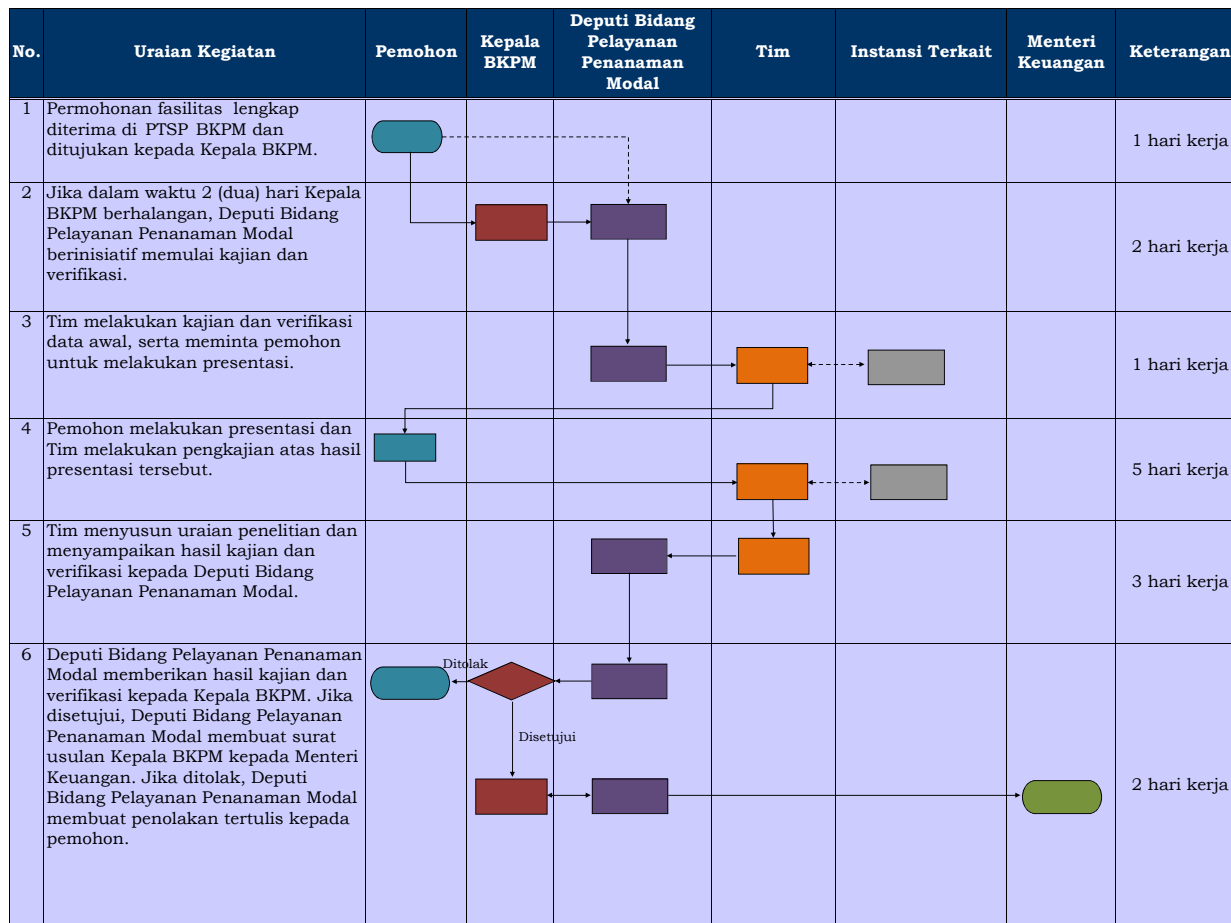 No.
Uraian Kegiatan
Pemohon
Kepala
BKPM
Deputi Bidang
Pelayanan
Penanaman
Modal
Tim
Instansi Terkait
Menteri
Keuangan
Keterangan
1
Permohonan fasilitas lengkap
diterima di PTSP BKPM dan
ditujukan kepada Kepala BKPM.
1 hari kerja
2
Jika dalam waktu 2 (dua) hari Kepala
BKPM berhalangan, Deputi Bidang
Pelayanan Penanaman Modal
berinisiatif memulai kajian dan
verifikasi.
2 hari kerja
3
Tim melakukan kajian dan verifikasi
data awal, serta meminta pemohon
untuk melakukan presentasi.
1 hari kerja
4
Pemohon melakukan presentasi dan
Tim melakukan pengkajian atas hasil
presentasi tersebut.
5 hari kerja
5
Tim menyusun uraian penelitian dan
menyampaikan hasil kajian dan
verifikasi kepada Deputi Bidang
Pelayanan Penanaman Modal.
3 hari kerja
6
Deputi Bidang Pelayanan Penanaman
Modal memberikan hasil kajian dan
verifikasi kepada Kepala BKPM. Jika
disetujui, Deputi Bidang Pelayanan
Penanaman Modal membuat surat
usulan Kepala BKPM kepada Menteri
Keuangan. Jika ditolak, Deputi
Bidang Pelayanan Penanaman Modal
membuat penolakan tertulis kepada
pemohon.
Ditolak
Disetujui
2 hari kerja